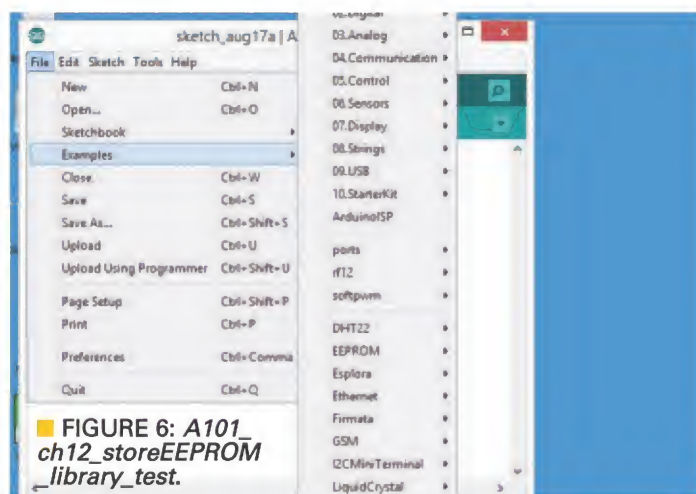 02.Digital
sketch_aug17a | A
03.Analog
File Edit Sketch Tools Help
04.Communication
New Ctrl+N
05.Control
Open... Ctrl+O
06.Sensors
Sketchbook
07.Display
Examples
08.Strings
Close Ctrl+W
09.USB
Save Ctrl+S
10.StarterKit
Save As... Ctrl+Shift+S
ArduinoISP
Upload Ctrl+U
ports
Upload Using Programmer Ctrl+Shift+U
rf12
softpwm
Page Setup Ctrl+Shift+P
Print Ctrl+P
DHT22
Preferences Ctrl+Comma
EEPROM
Esplora
Quit Ctrl+Q
Ethernet
Firmata
GSM
I2CMiniTerminal
LiquidCrystal
FIGURE 6: A101_
ch12_storeEEPROM
_library_test.